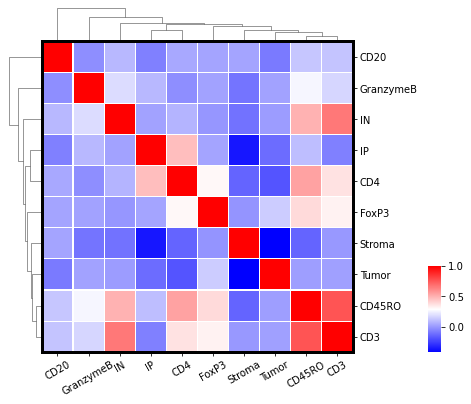 CD20
GranzymeB
IN
IP
CD4
FoxP3
Stroma
Tumor
CD45RO
CD3
1.0
0.5
0.0
CD20
GranzymeB
IN
IP
CD4
FoxP3
Stroma
Tumor
CD45RO
CD3